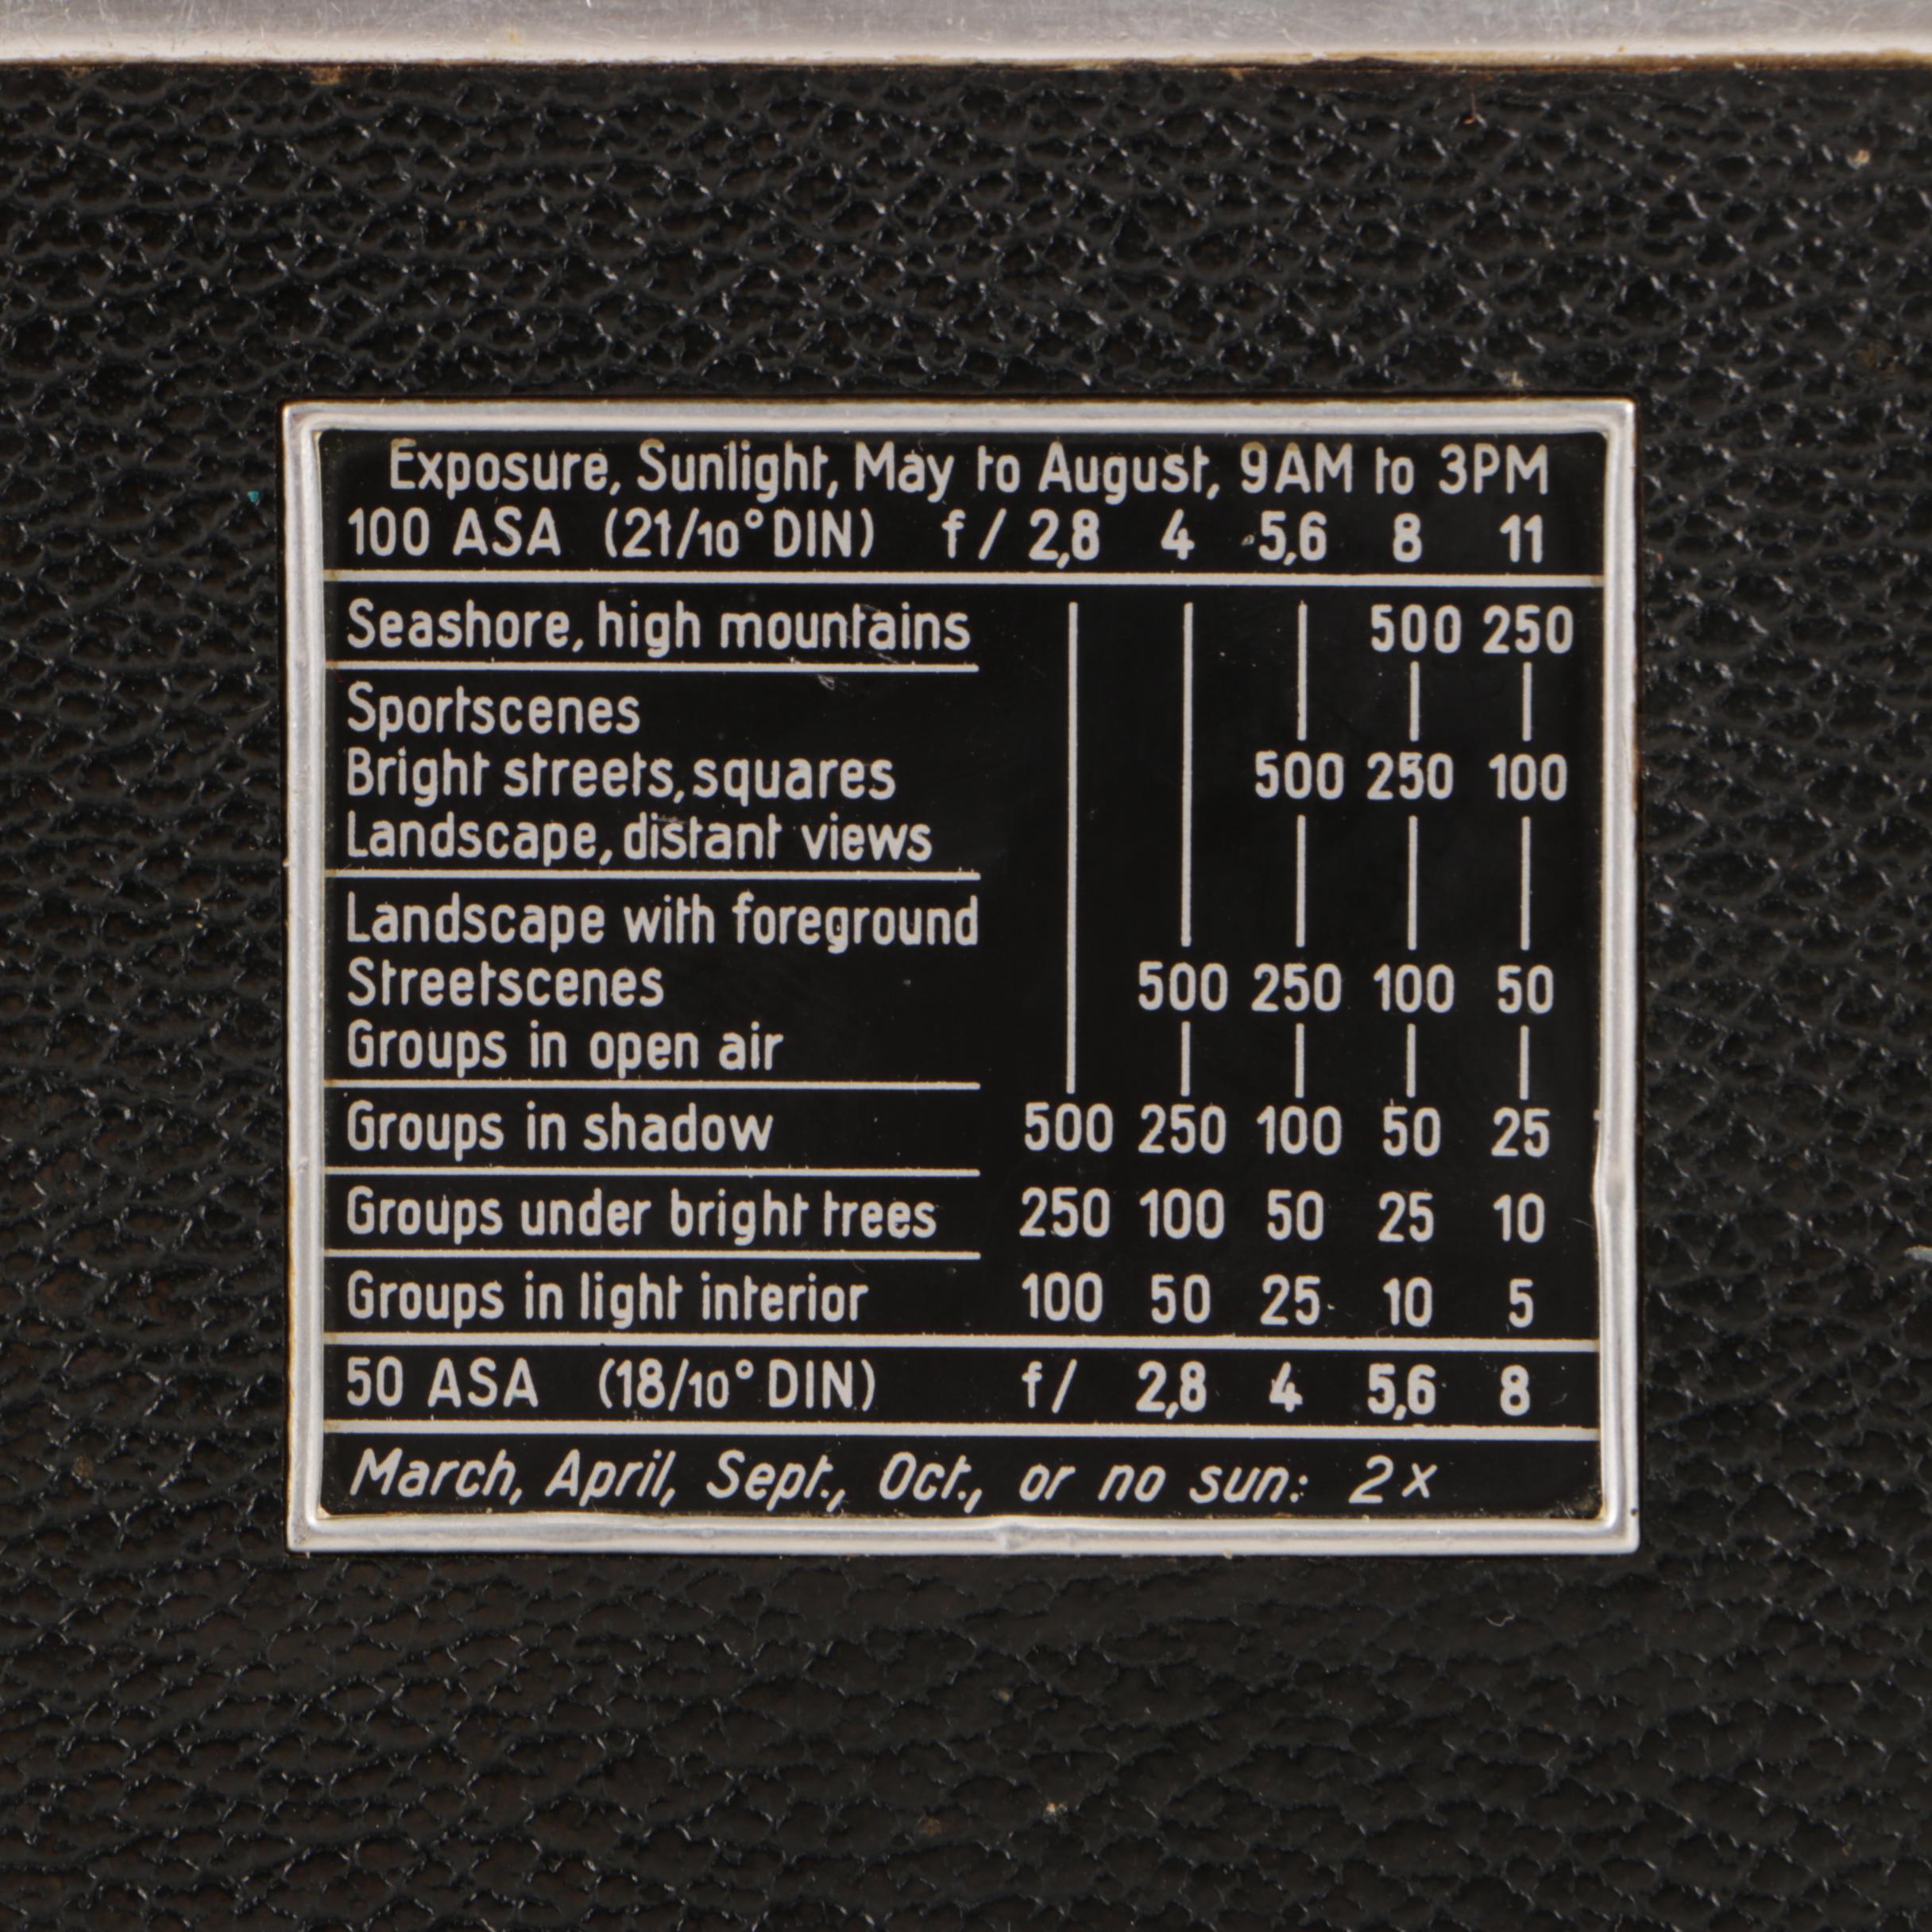 Exposure, Sunlight, May to August, 9AM to 3PM
100 ASA (21/10° DIN) f / 2,8 4 5,6 8 11
Seashore, high mountains 500 250
Sportscenes
Bright streets, squares 500 250 100
Landscape, distant views
Landscape with foreground
Streetscenes 500 250 100 50
Groups in open air
Groups in shadow 500 250 100 50 25
Groups under bright trees 250 100 50 25 10
Groups in light interior 100 50 25 10 5
50 ASA (18/10° DIN) f/ 2,8 4 5,6 8
March, April, Sept., Oct., or no sun: 2x